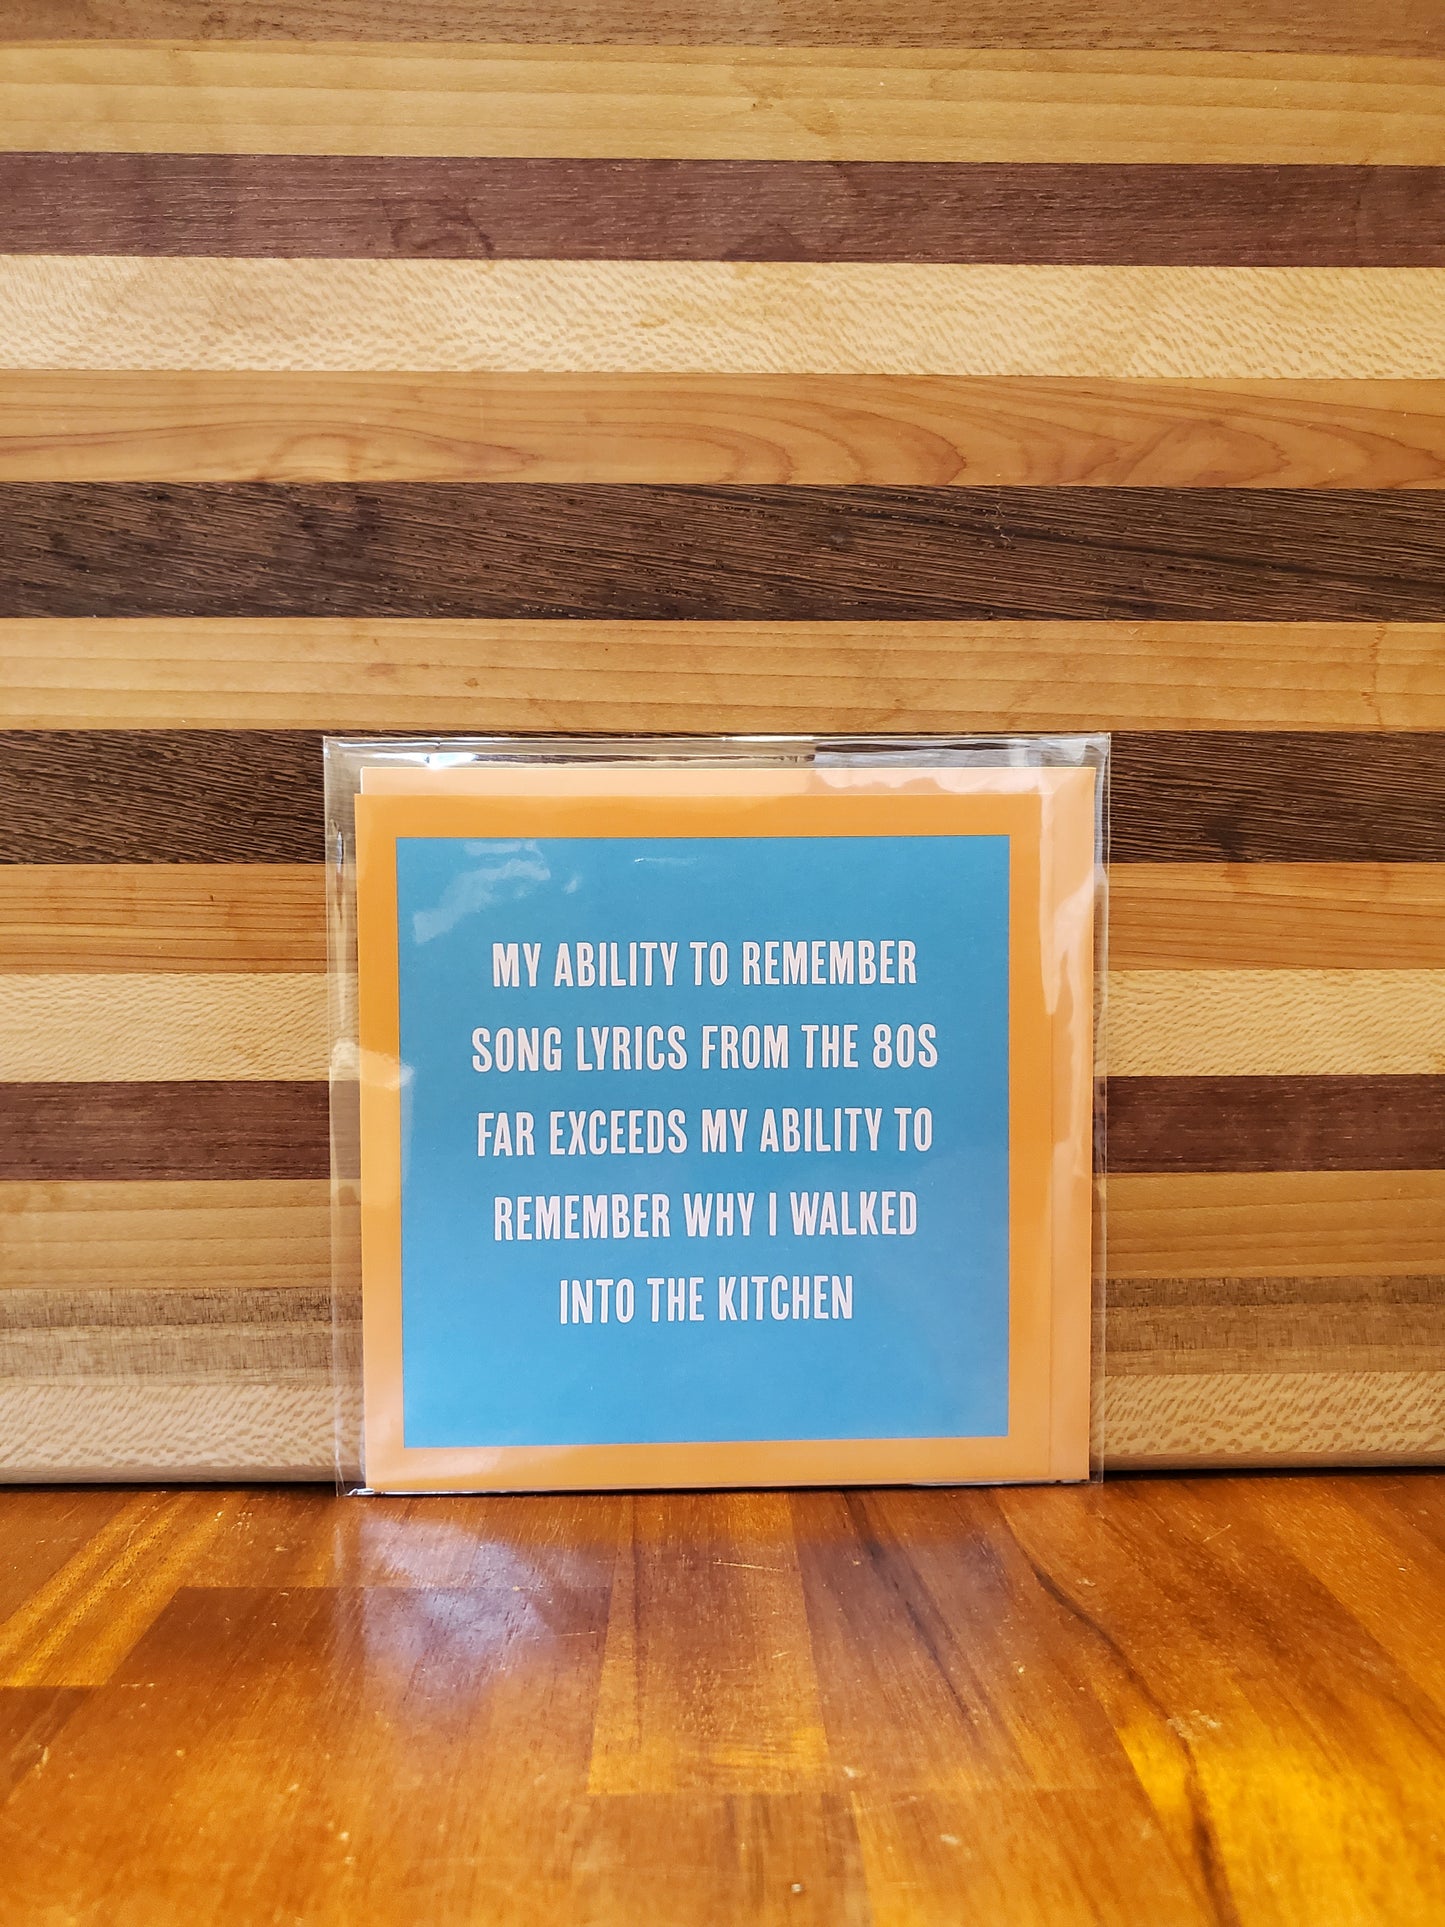 MY ABILITY TO REMEMBER
SONG LYRICS FROM THE 80S
FAR EXCEEDS MY ABILITY TO
REMEMBER WHY I WALKED
INTO THE KITCHEN